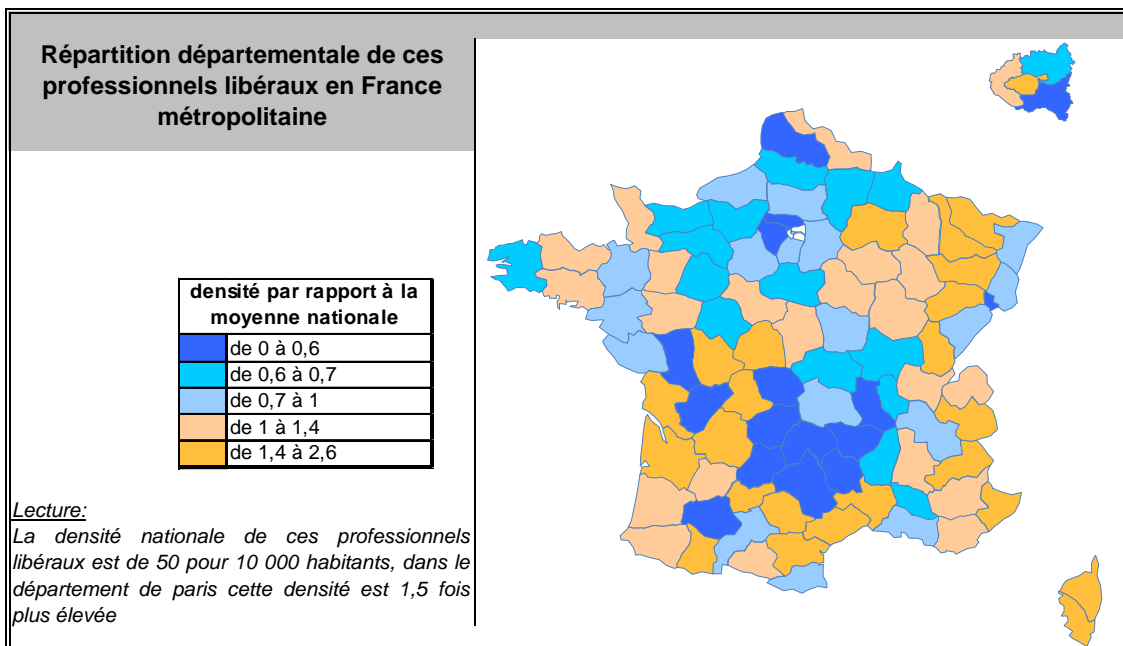 Répartition départementale de ces
professionnels libéraux en France
métropolitaine
densité par rapport à la
moyenne nationale
de 0 à 0,6
de 0,6 à 0,7
de 0,7 à 1
de 1 à 1,4
de 1,4 à 2,6
Lecture:
La densité nationale de ces professionnels
libéraux est de 50 pour 10 000 habitants, dans le
département de paris cette densité est 1,5 fois
plus élevée